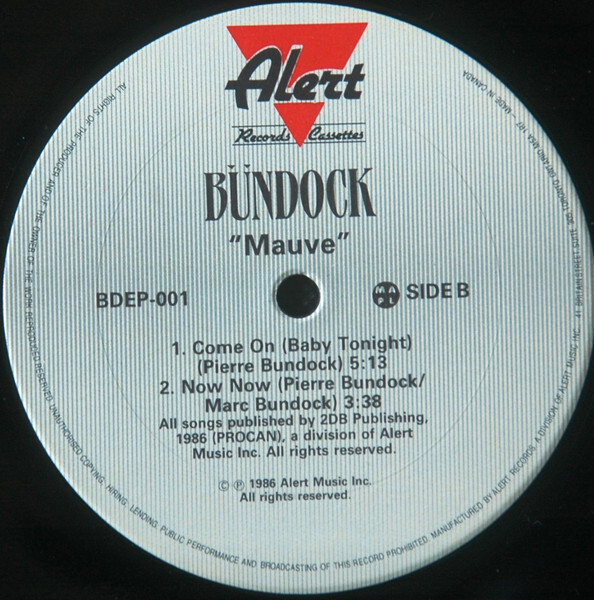 Alert
Records Cassettes
BÜNDOCK
"Mauve"
BDEP-001
MAPL
SIDE B
1. Come On (Baby Tonight)
(Pierre Bundock) 5:13
2. Now Now (Pierre Bundock/
Marc Bundock) 3:38
All songs published by 2DB Publishing,
1986 (PROCAN), a division of Alert
Music Inc. All rights reserved.
© ℗ 1986 Alert Music Inc.
All rights reserved.
ALL RIGHTS OF THE PRODUCER AND OF THE OWNER OF THE WORK REPRODUCED RESERVED. UNAUTHORISED COPYING, HIRING, LENDING, PUBLIC PERFORMANCE AND BROADCASTING OF THIS RECORD PROHIBITED. MANUFACTURED BY ALERT RECORDS, A DIVISION OF ALERT MUSIC INC. 41 BRITAIN STREET, SUITE 305 TORONTO ONTARIO M5A 1R7 – MADE IN CANADA